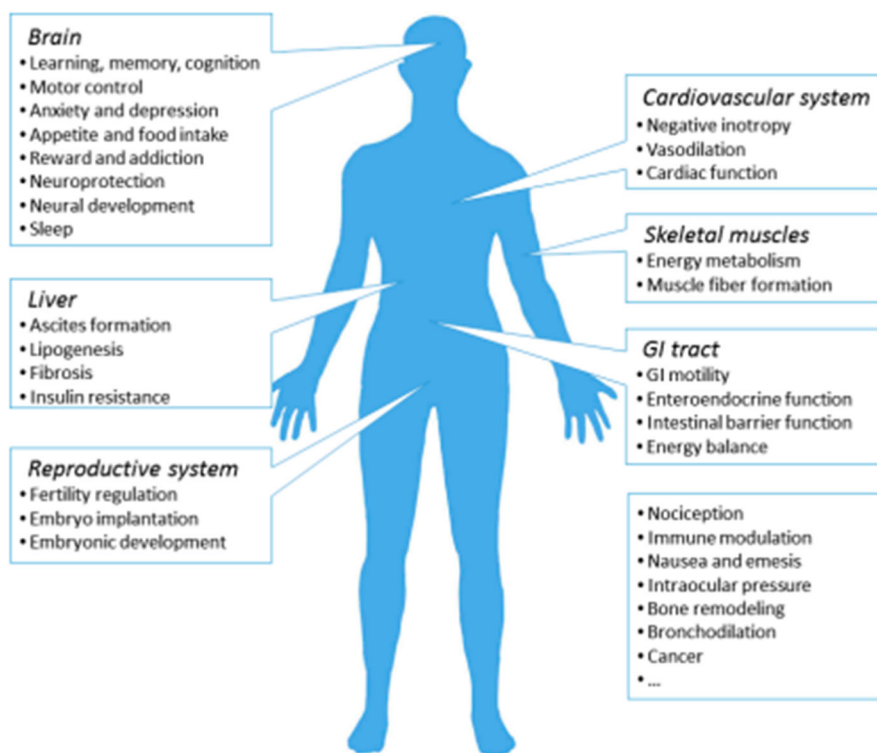 Brain
• Learning, memory, cognition
• Motor control
• Anxiety and depression
• Appetite and food intake
• Reward and addiction
• Neuroprotection
• Neural development
• Sleep
Liver
• Ascites formation
• Lipogenesis
• Fibrosis
• Insulin resistance
Reproductive system
• Fertility regulation
• Embryo implantation
• Embryonic development
Cardiovascular system
• Negative inotropy
• Vasodilation
• Cardiac function
Skeletal muscles
• Energy metabolism
• Muscle fiber formation
GI tract
• GI motility
• Enteroendocrine function
• Intestinal barrier function
• Energy balance
• Nociception
• Immune modulation
• Nausea and emesis
• Intraocular pressure
• Bone remodeling
• Bronchodilation
• Cancer
• ...